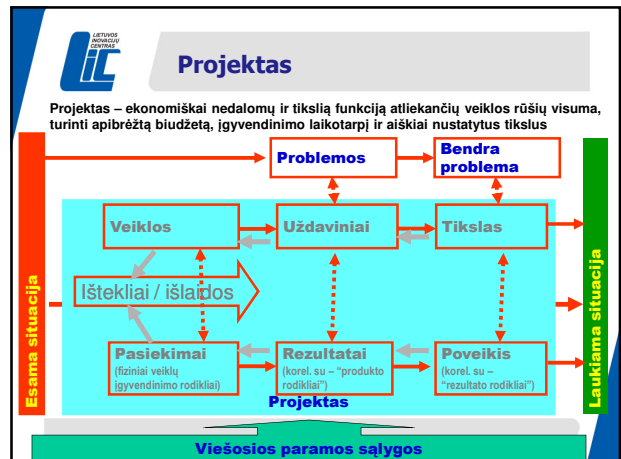 LIETUVOS
INOVACIJŲ
CENTRAS
LiC
Projektas
Projektas – ekonomiškai nedalomų ir tikslią funkciją atliekančių veiklos rūšių visuma,
turinti apibrėžtą biudžetą, įgyvendinimo laikotarpį ir aiškiai nustatytus tikslus
Esama situacija
Problemos
Bendra
problema
Veiklos
Uždaviniai
Tikslas
Ištekliai / išlaidos
Pasiekimai
(fiziniai veiklų
įgyvendinimo rodikliai)
Rezultatai
(korel. su – “produkto
rodikliai”)
Poveikis
(korel. su –
“rezultato rodikliai”)
Projektas
Laukiama situacija
Viešosios paramos sąlygos